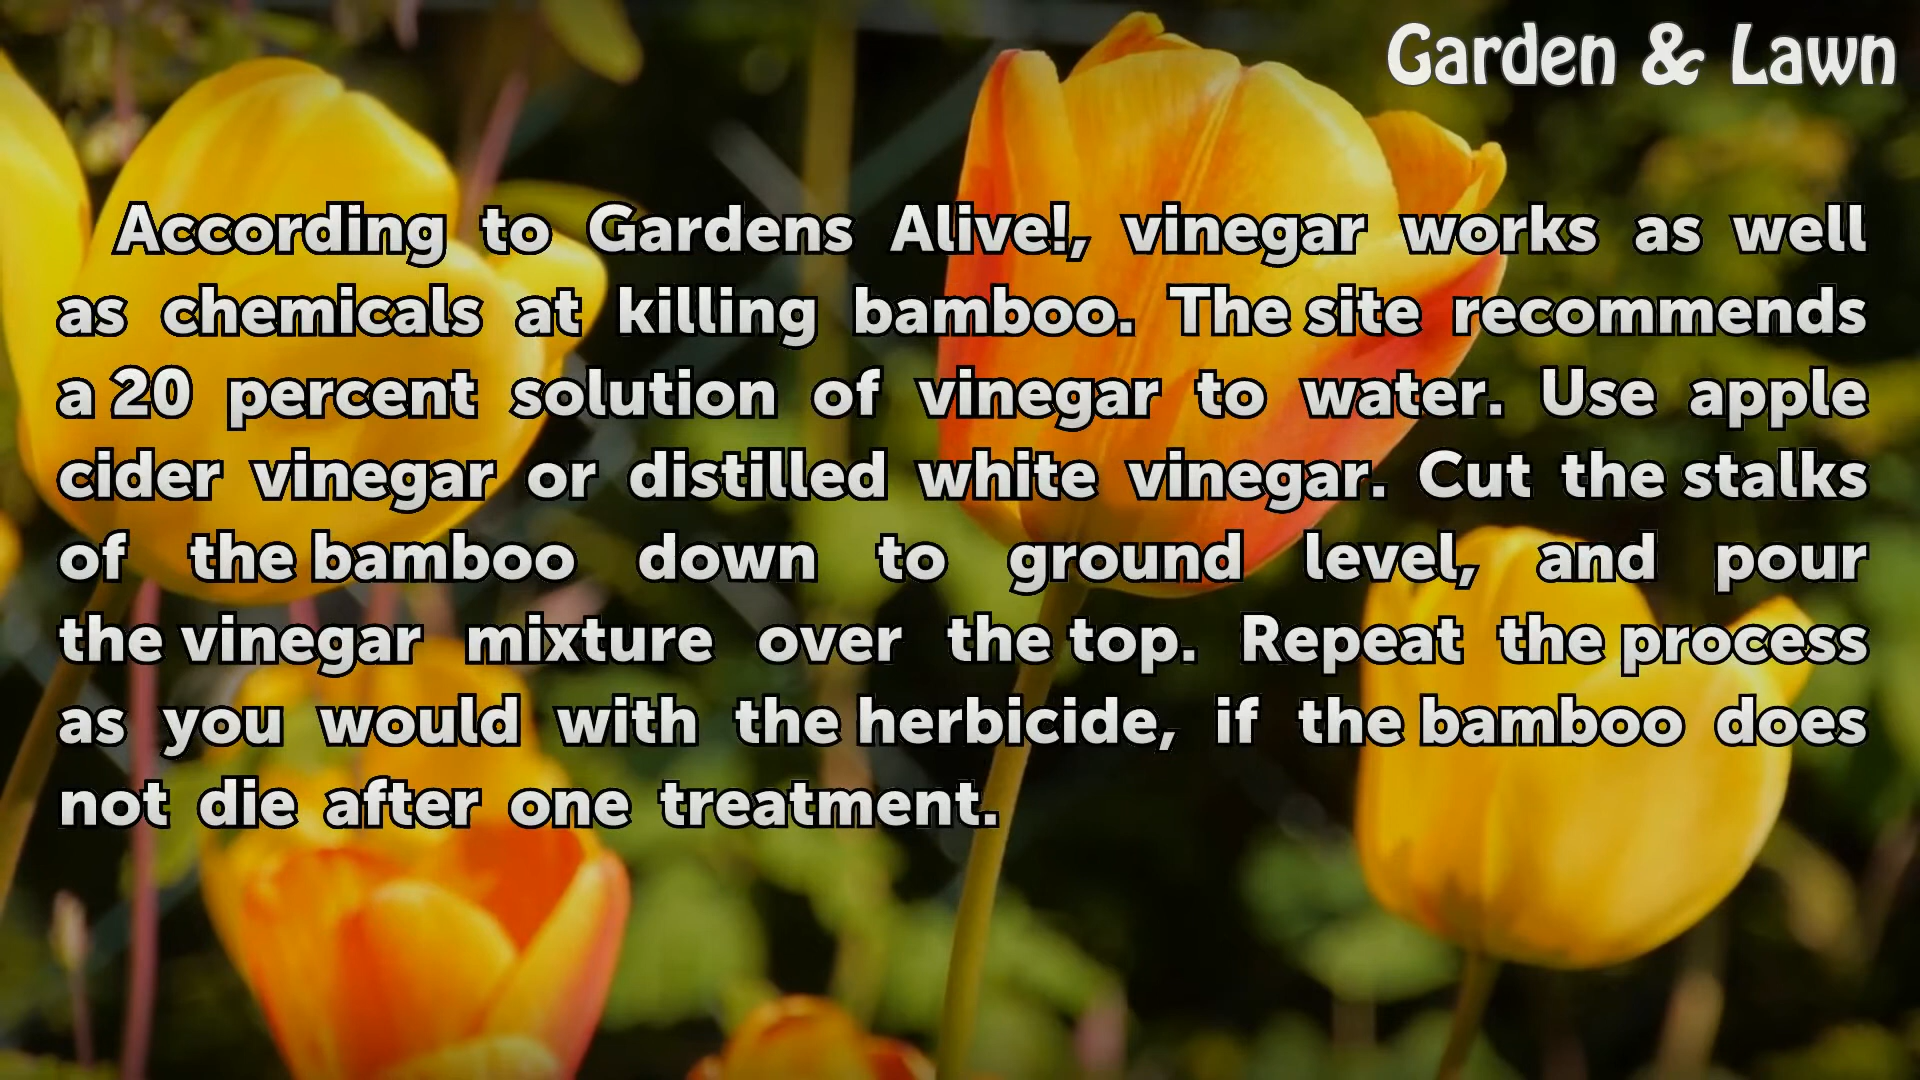 Garden & Lawn
According to Gardens Alive!, vinegar works as well
as chemicals at killing bamboo. The site recommends
a 20 percent solution of vinegar to water. Use apple
cider vinegar or distilled white vinegar. Cut the stalks
of the bamboo down to ground level, and pour
the vinegar mixture over the top. Repeat the process
as you would with the herbicide, if the bamboo does
not die after one treatment.